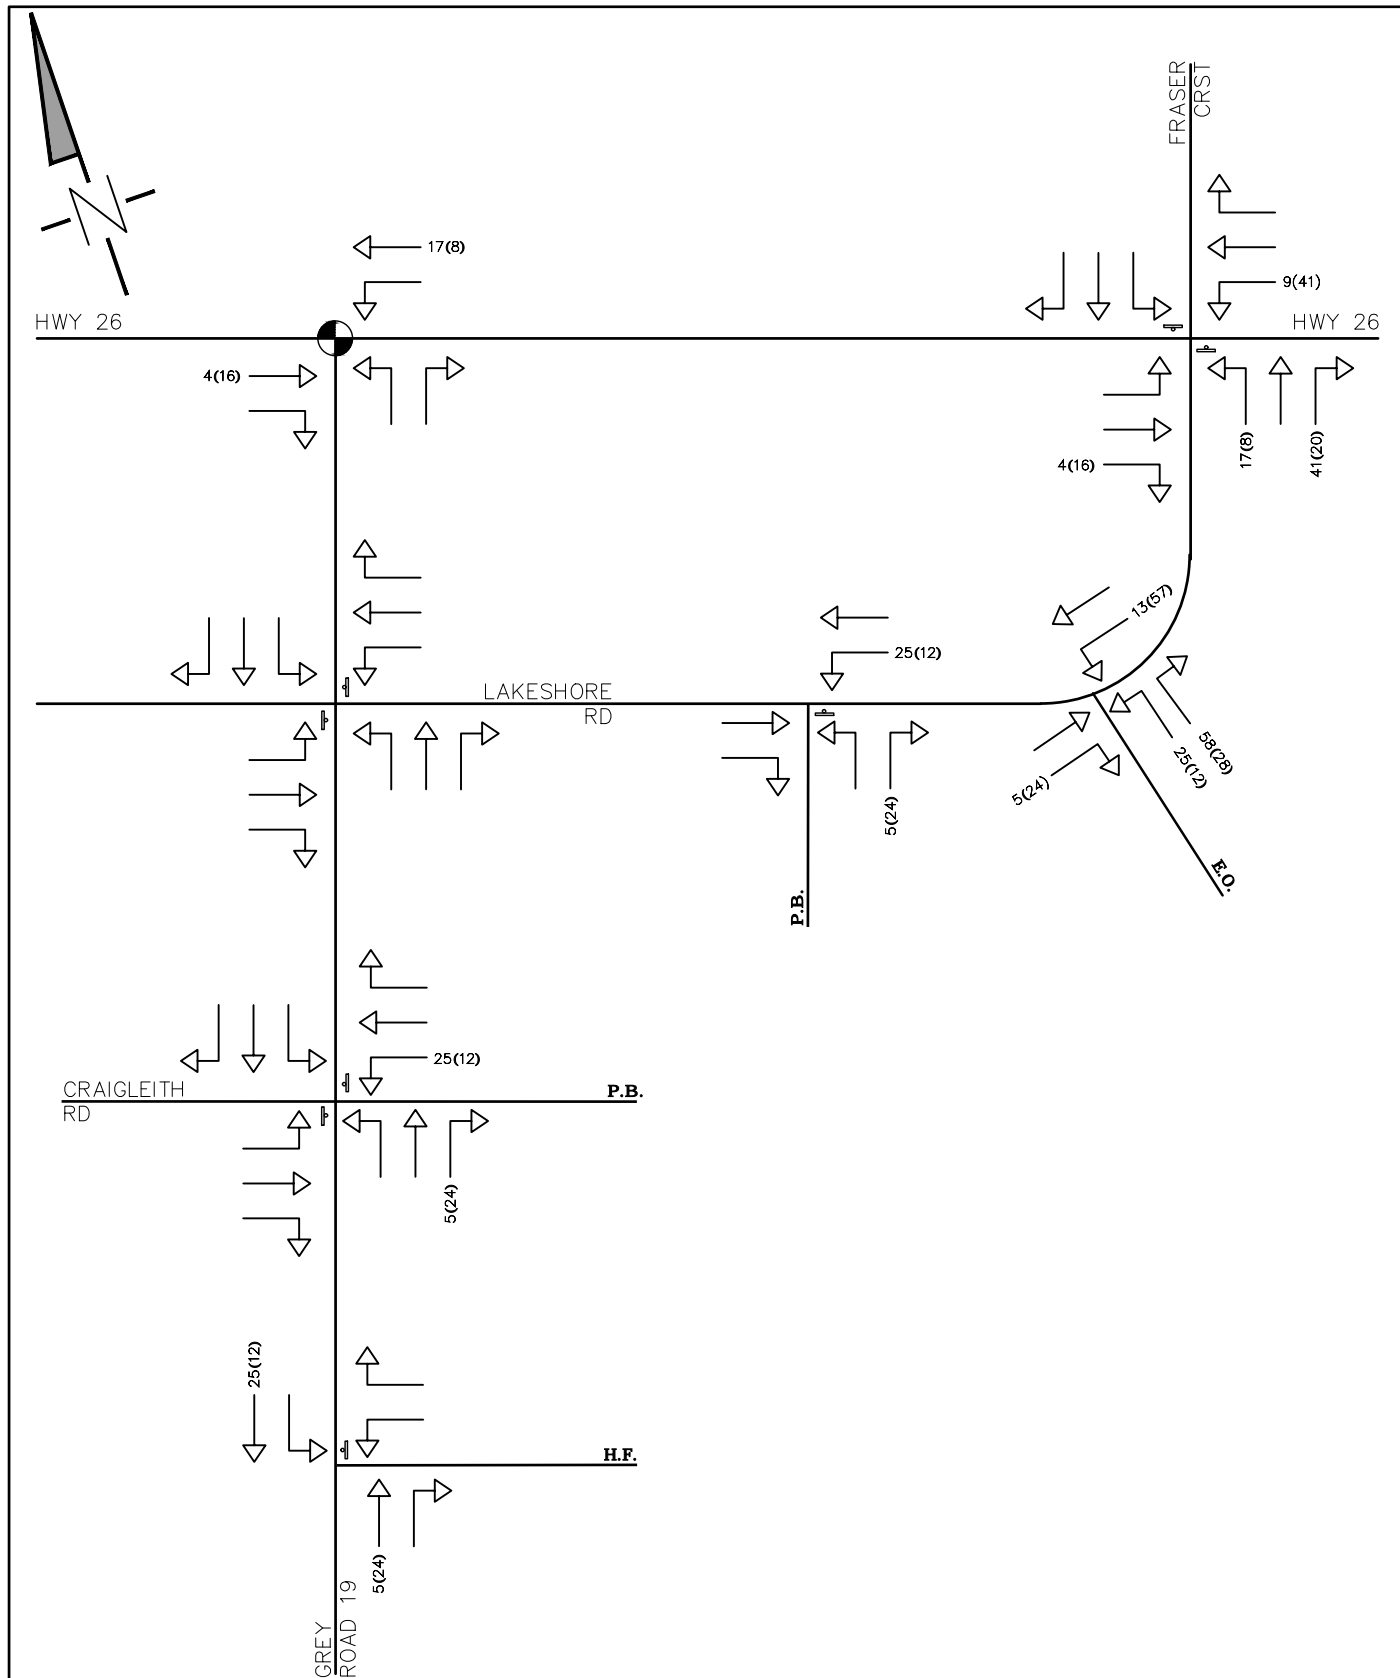 FRASER
CRST
17(8)
9(41)
HWY 26
HWY 26
4(16)
17(8)
41(20)
4(16)
13(57)
25(12)
LAKESHORE
RD
58(28)
25(12)
5(24)
5(24)
E.O.
P.B.
25(12)
CRAIGLEITH
RD
P.B.
5(24)
25(12)
H.F.
5(24)
GREY
ROAD 19
N